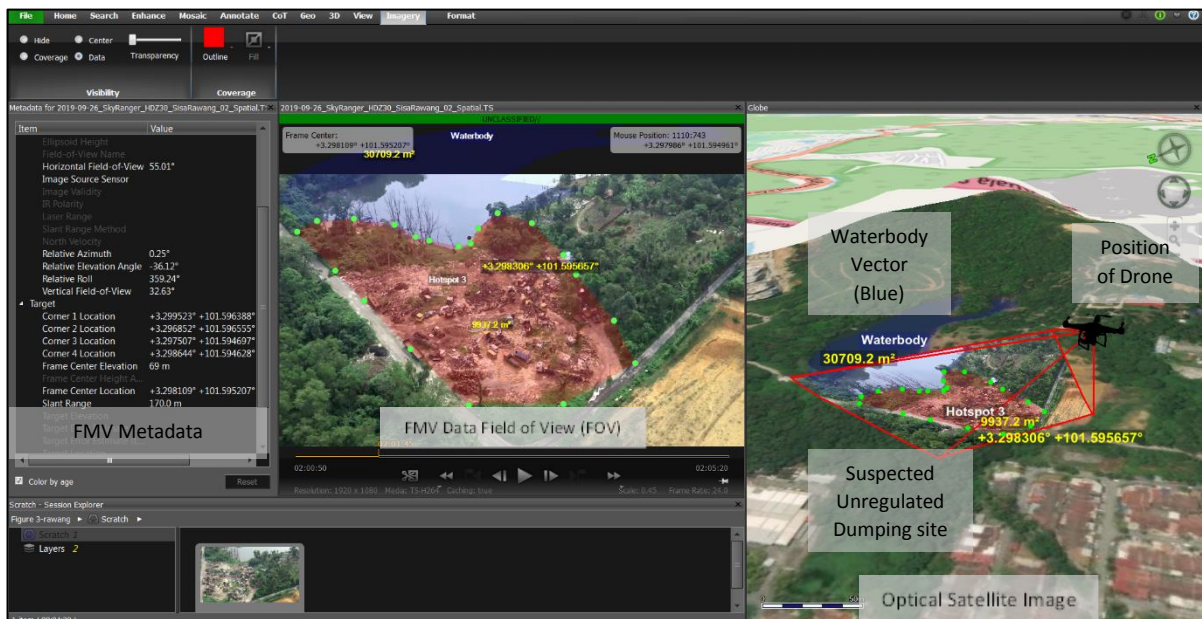 File Home Search Enhance Mosaic Annotate CoT Geo 3D View Imagery Format
Hide Center
Coverage Data Transparency Outline Fill
Visibility Coverage
Metadata for 2019-09-26_SkyRanger_HDZ30_SisaRawang_02_Spatial.T
Item Value
Ellipsoid Height
Field-of-View Name
Horizontal Field-of-View 55.01°
Image Source Sensor
Image Validity
IR Polarity
Laser Range
Slant Range Method
North Velocity
Relative Azimuth 0.25°
Relative Elevation Angle -36.12°
Relative Roll 359.24°
Vertical Field-of-View 32.63°
Target
Corner 1 Location +3.299523° +101.596388°
Corner 2 Location +3.296852° +101.596555°
Corner 3 Location +3.297507° +101.594697°
Corner 4 Location +3.298644° +101.594628°
Frame Center Elevation 69 m
Frame Center Height A...
Frame Center Location +3.298109° +101.595207°
Slant Range 170.0 m
FMV Metadata
Color by age Reset
2019-09-26_SkyRanger_HDZ30_SisaRawang_02_Spatial.TS
UNCLASSIFIED//
Frame Center:
+3.298109° +101.595207°
Waterbody
30709.2 m²
Mouse Position: 1110:743
+3.297986° +101.594961°
+3.298306° +101.595657°
Hotspot 3
9937.2 m²
FMV Data Field of View (FOV)
02:00:50 02:05:20
Resolution: 1920 x 1080 Media: TS-H264 Caching: true Scale: 0.45 Frame Rate: 24.0
Scratch - Session Explorer
Figure 3-rawang Scratch
Scratch 1
Layers 2
Globe
Waterbody
Vector
(Blue)
Position
of Drone
Waterbody
30709.2 m²
Hotspot 3
9937.2 m²
+3.298306° +101.595657°
Suspected
Unregulated
Dumping site
Optical Satellite Image